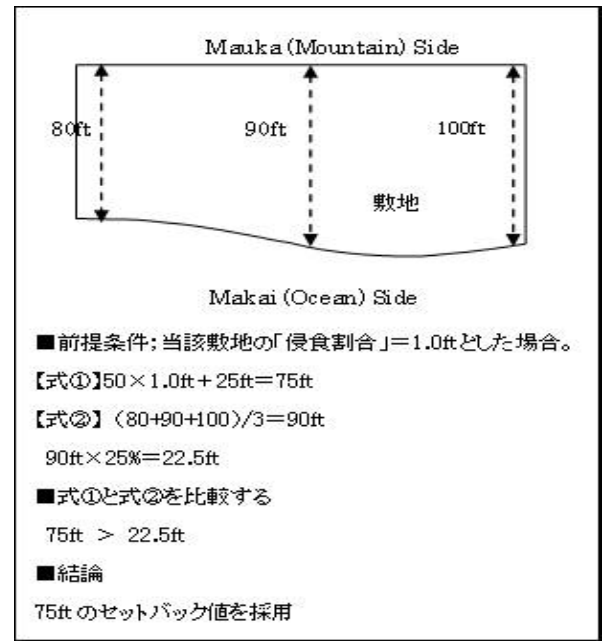 Mauka (Mountain) Side
80ft
90ft
100ft
敷地
Makai (Ocean) Side
■前提条件;当該敷地の「侵食割合」=1.0ftとした場合。
【式①】50×1.0ft+25ft=75ft
【式②】 (80+90+100)/3=90ft
90ft×25%=22.5ft
■式①と式②を比較する
75ft > 22.5ft
■結論
75ft のセットバック値を採用